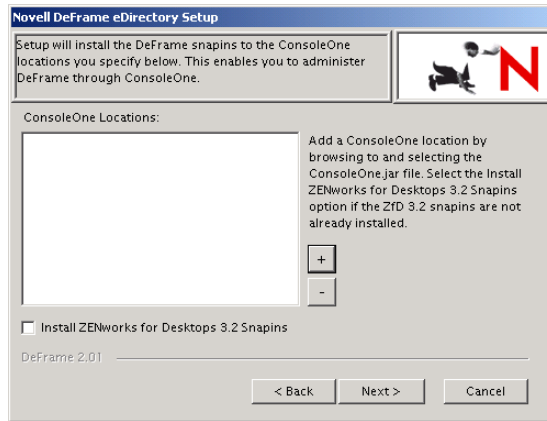 Novell DeFrame eDirectory Setup
Setup will install the DeFrame snapins to the ConsoleOne
locations you specify below. This enables you to administer
DeFrame through ConsoleOne.
N
ConsoleOne Locations:
Add a ConsoleOne location by
browsing to and selecting the
ConsoleOne.jar file. Select the Install
ZENworks for Desktops 3.2 Snapins
option if the ZfD 3.2 snapins are not
already installed.
+
-
Install ZENworks for Desktops 3.2 Snapins
DeFrame 2.01
< Back Next > Cancel